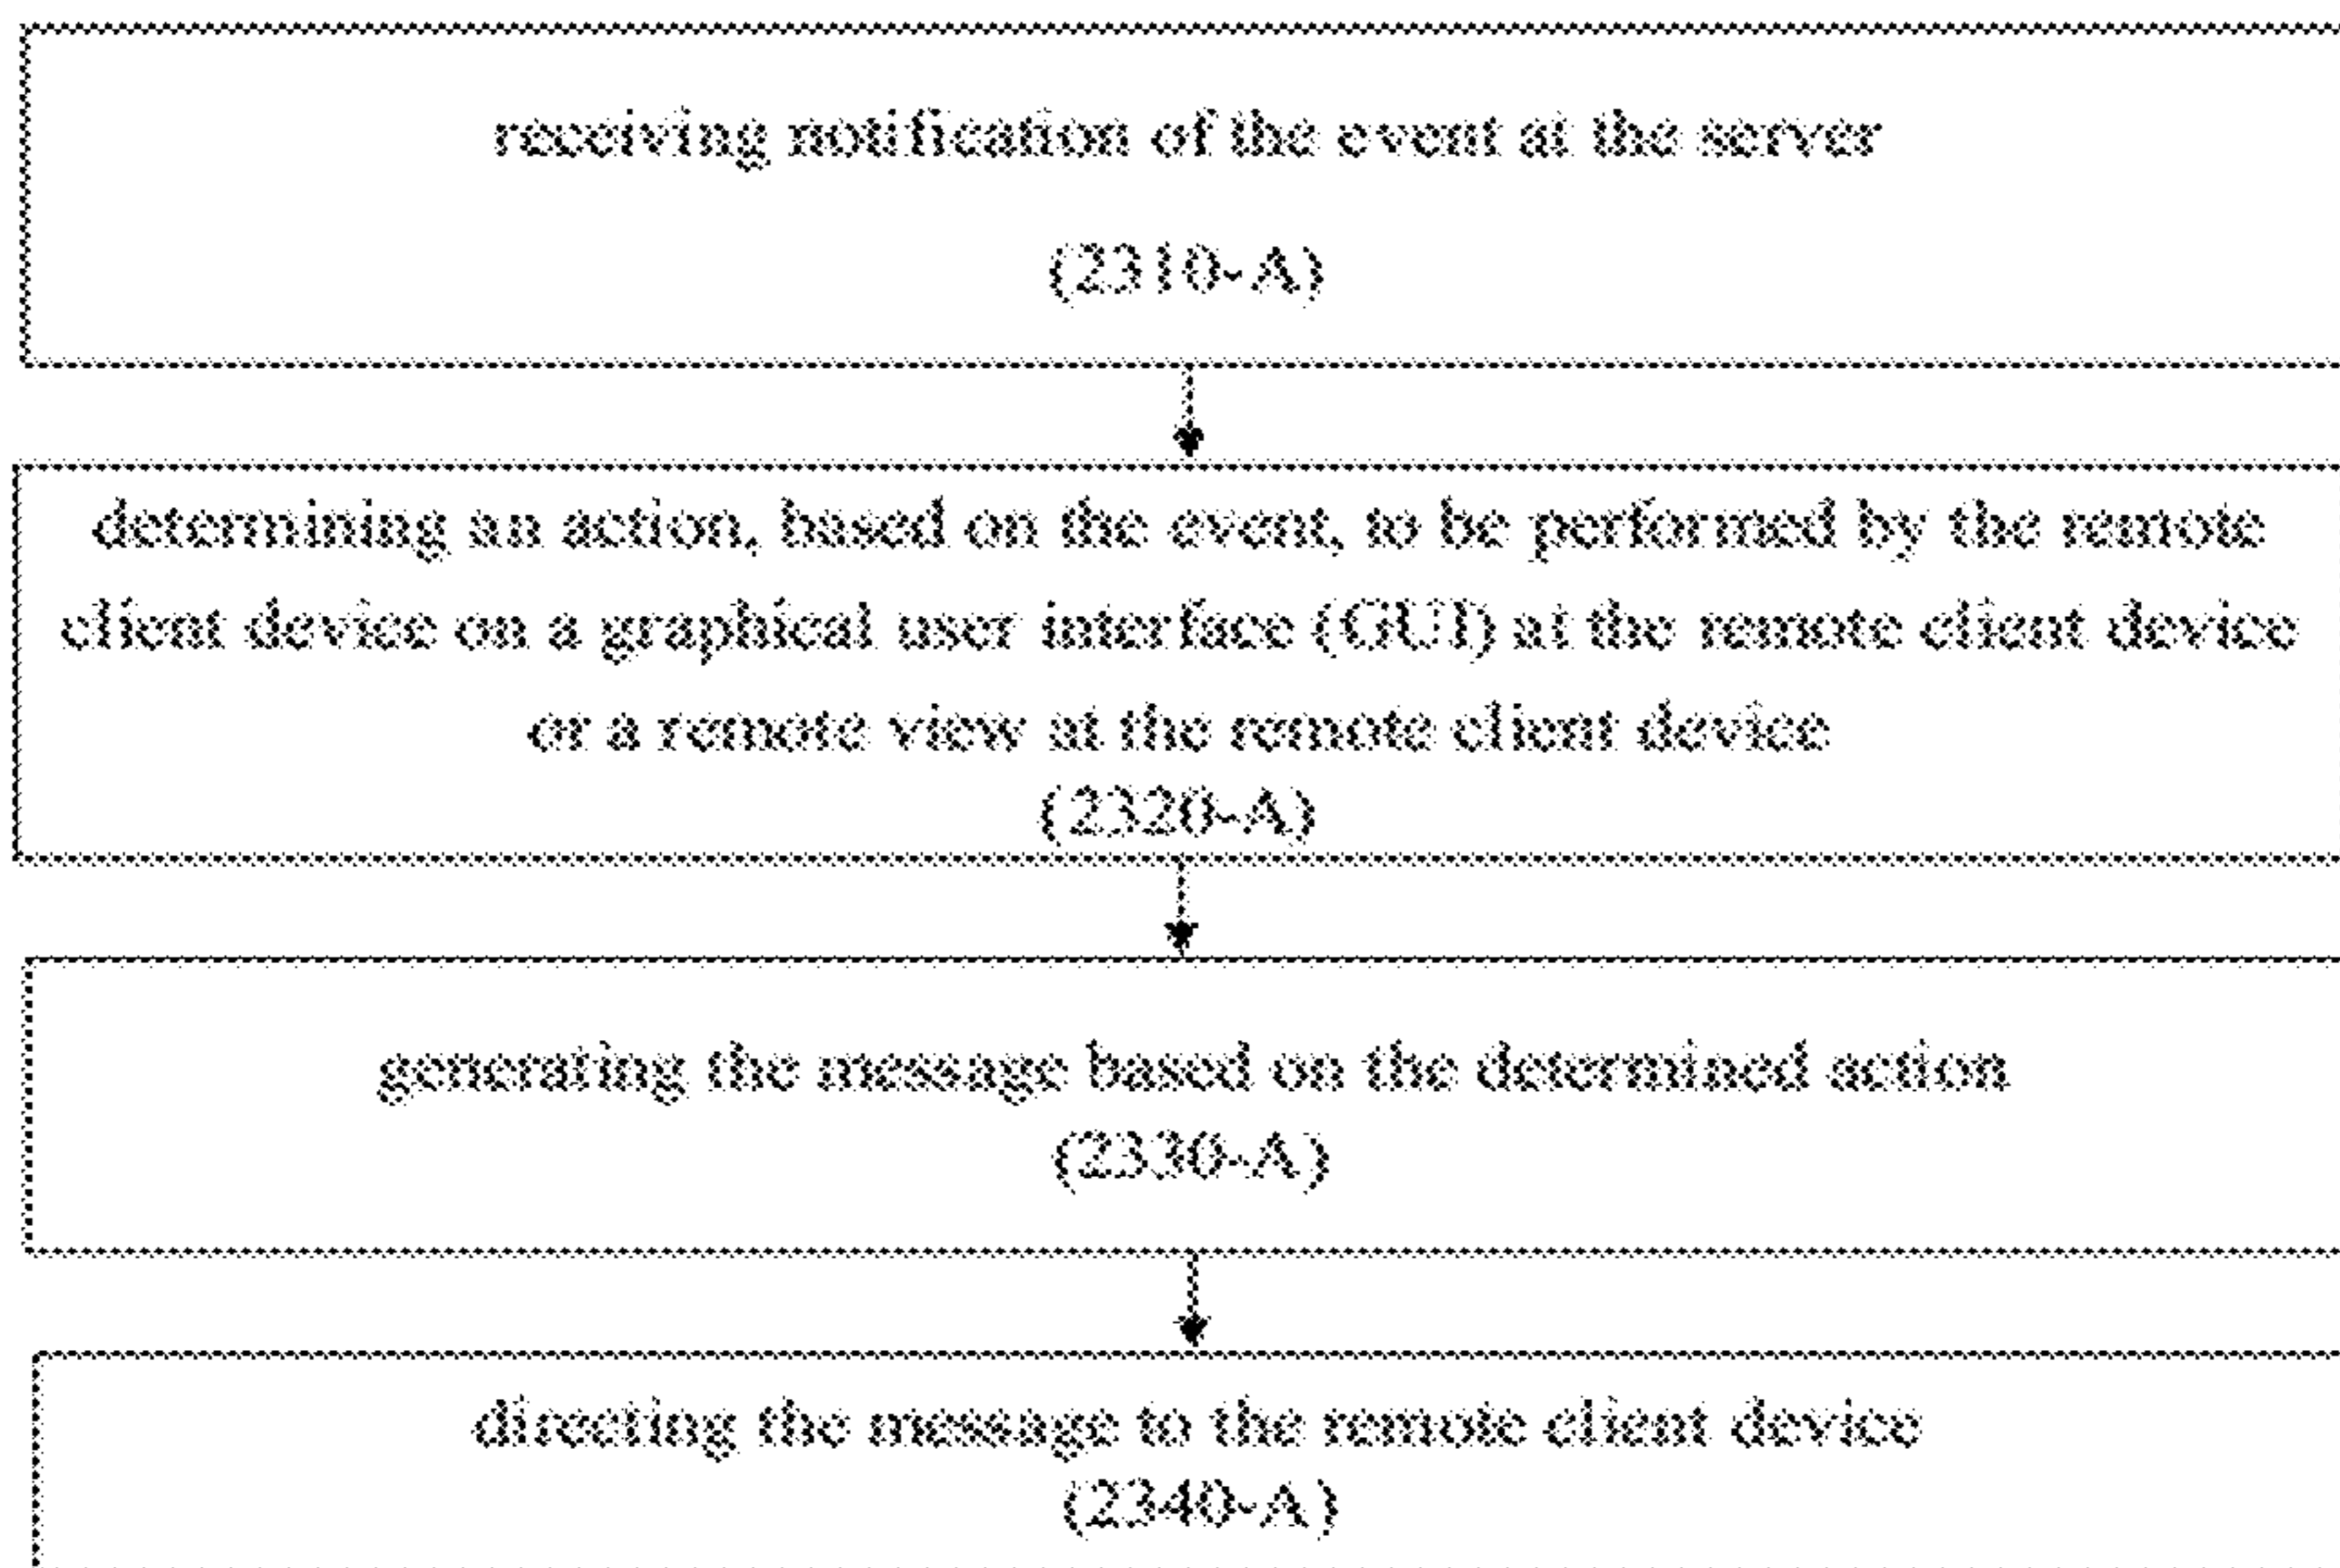 receiving notification of the event at the server
(2310-A)
determining an action, based on the event, to be performed by the remote
client device on a graphical user interface (GUI) at the remote client device
or a remote view at the remote client device
(2320-A)
generating the message based on the determined action
(2330-A)
directing the message to the remote client device
(2340-A)